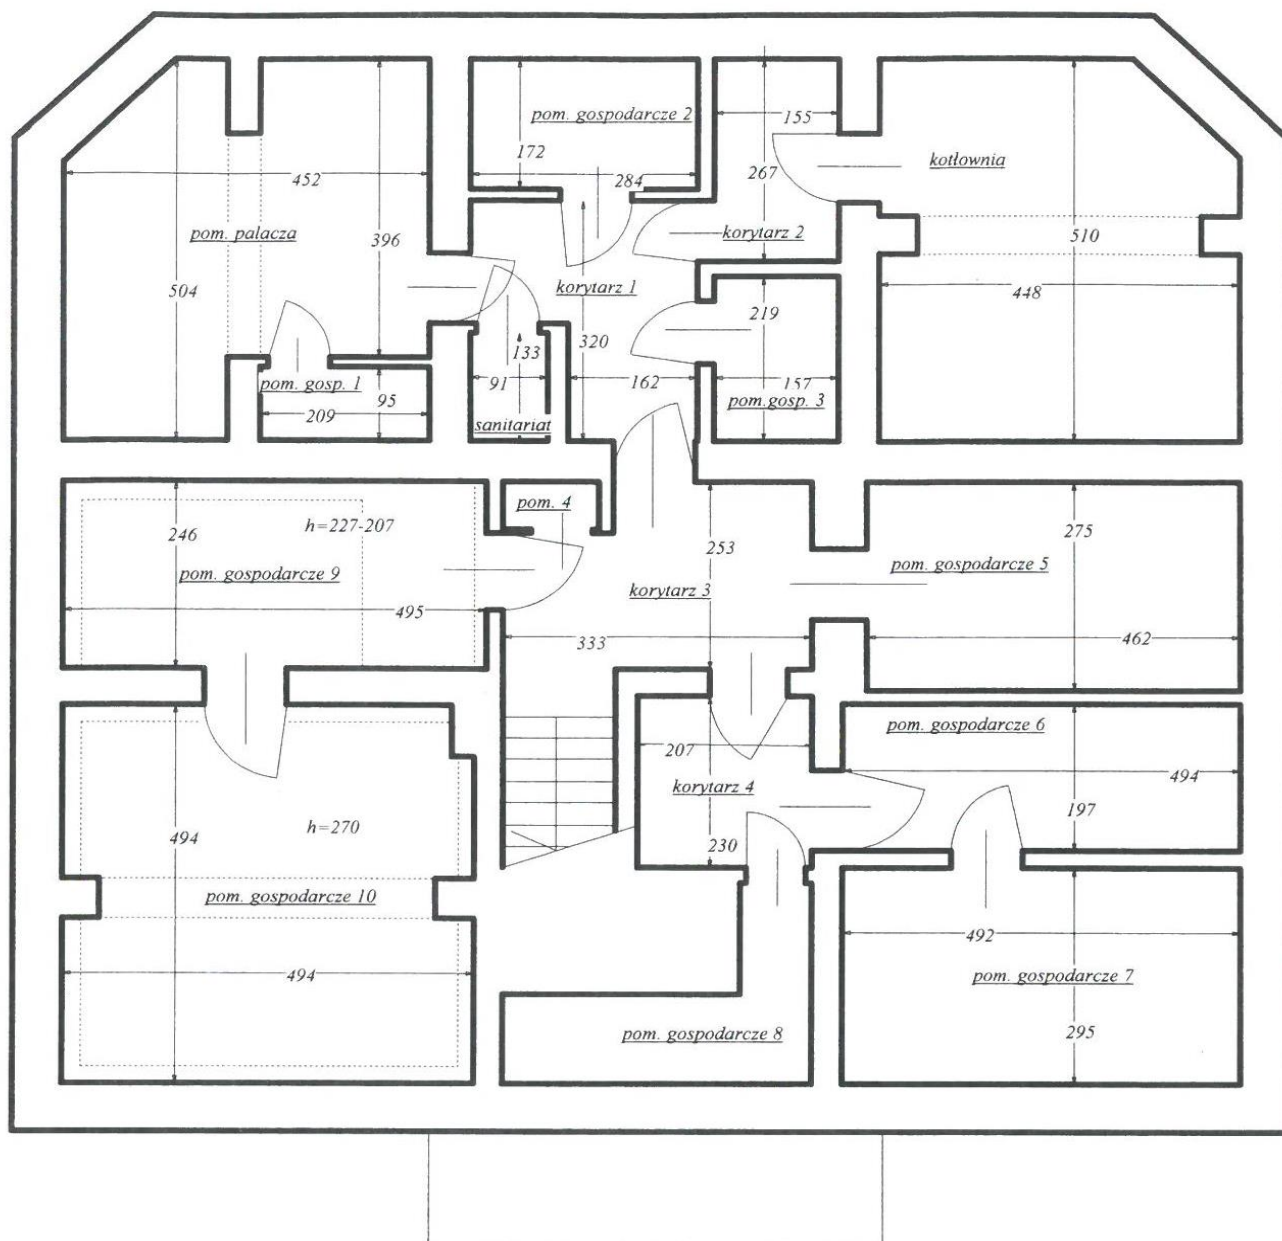 pom. gospodarcze 2
155
172
284
267
kotłownia
452
pom. palacza
396
korytarz 2
510
504
korytarz 1
448
219
320
133
91
162
157
pom. gosp. 1
95
209
pom.gosp. 3
sanitariat
pom. 4
h=227-207
246
253
275
pom. gospodarcze 9
pom. gospodarcze 5
korytarz 3
495
333
462
pom. gospodarcze 6
207
494
korytarz 4
197
h=270
494
230
pom. gospodarcze 10
492
494
pom. gospodarcze 7
pom. gospodarcze 8
295